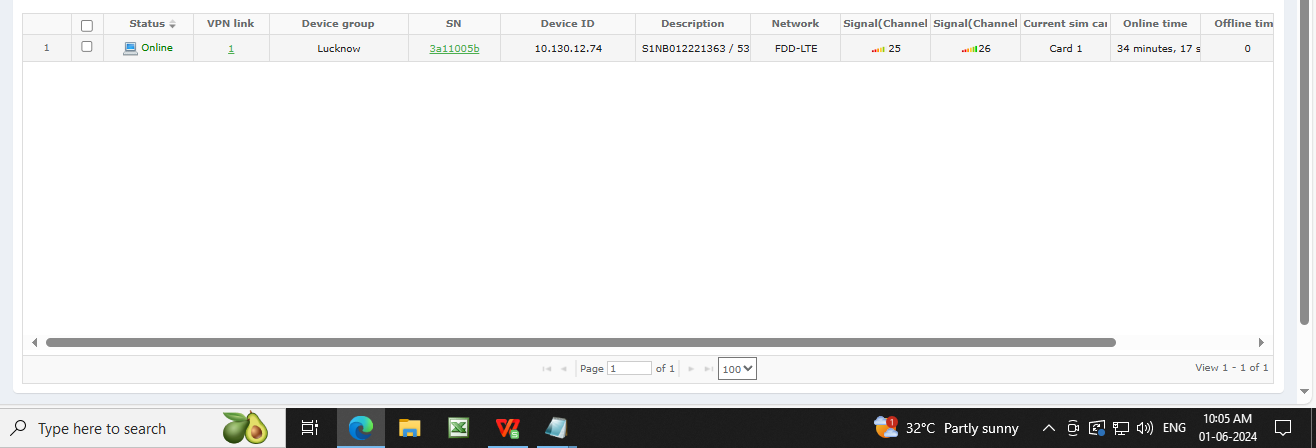 Status VPN link Device group SN Device ID Description Network Signal(Channel Signal(Channel Current sim car Online time Offline tim
1 Online 1 Lucknow 3a11005b 10.130.12.74 S1NB012221363 / 53 FDD-LTE 25 26 Card 1 34 minutes, 17 s 0
Page 1 of 1 100 View 1 - 1 of 1
Type here to search 1 32°C Partly sunny ENG 10:05 AM
01-06-2024